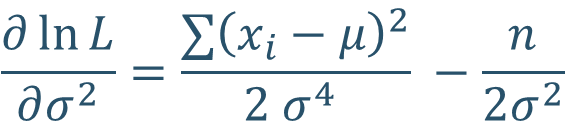 ∂ ln L / ∂σ² = ∑(xᵢ − μ)² / 2 σ⁴ − n / 2σ²